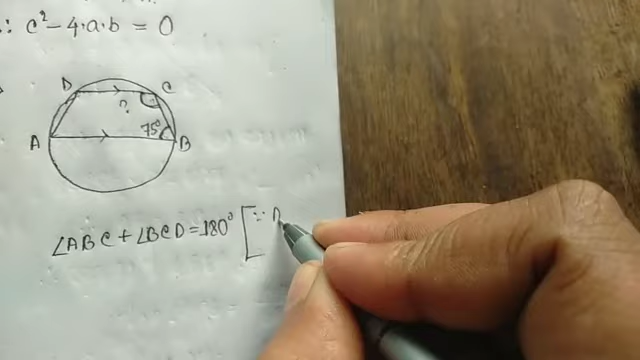 ∴ c²-4·a·b = 0
D C
?
75°
A B
∠ABC+∠BCD=180° [∵